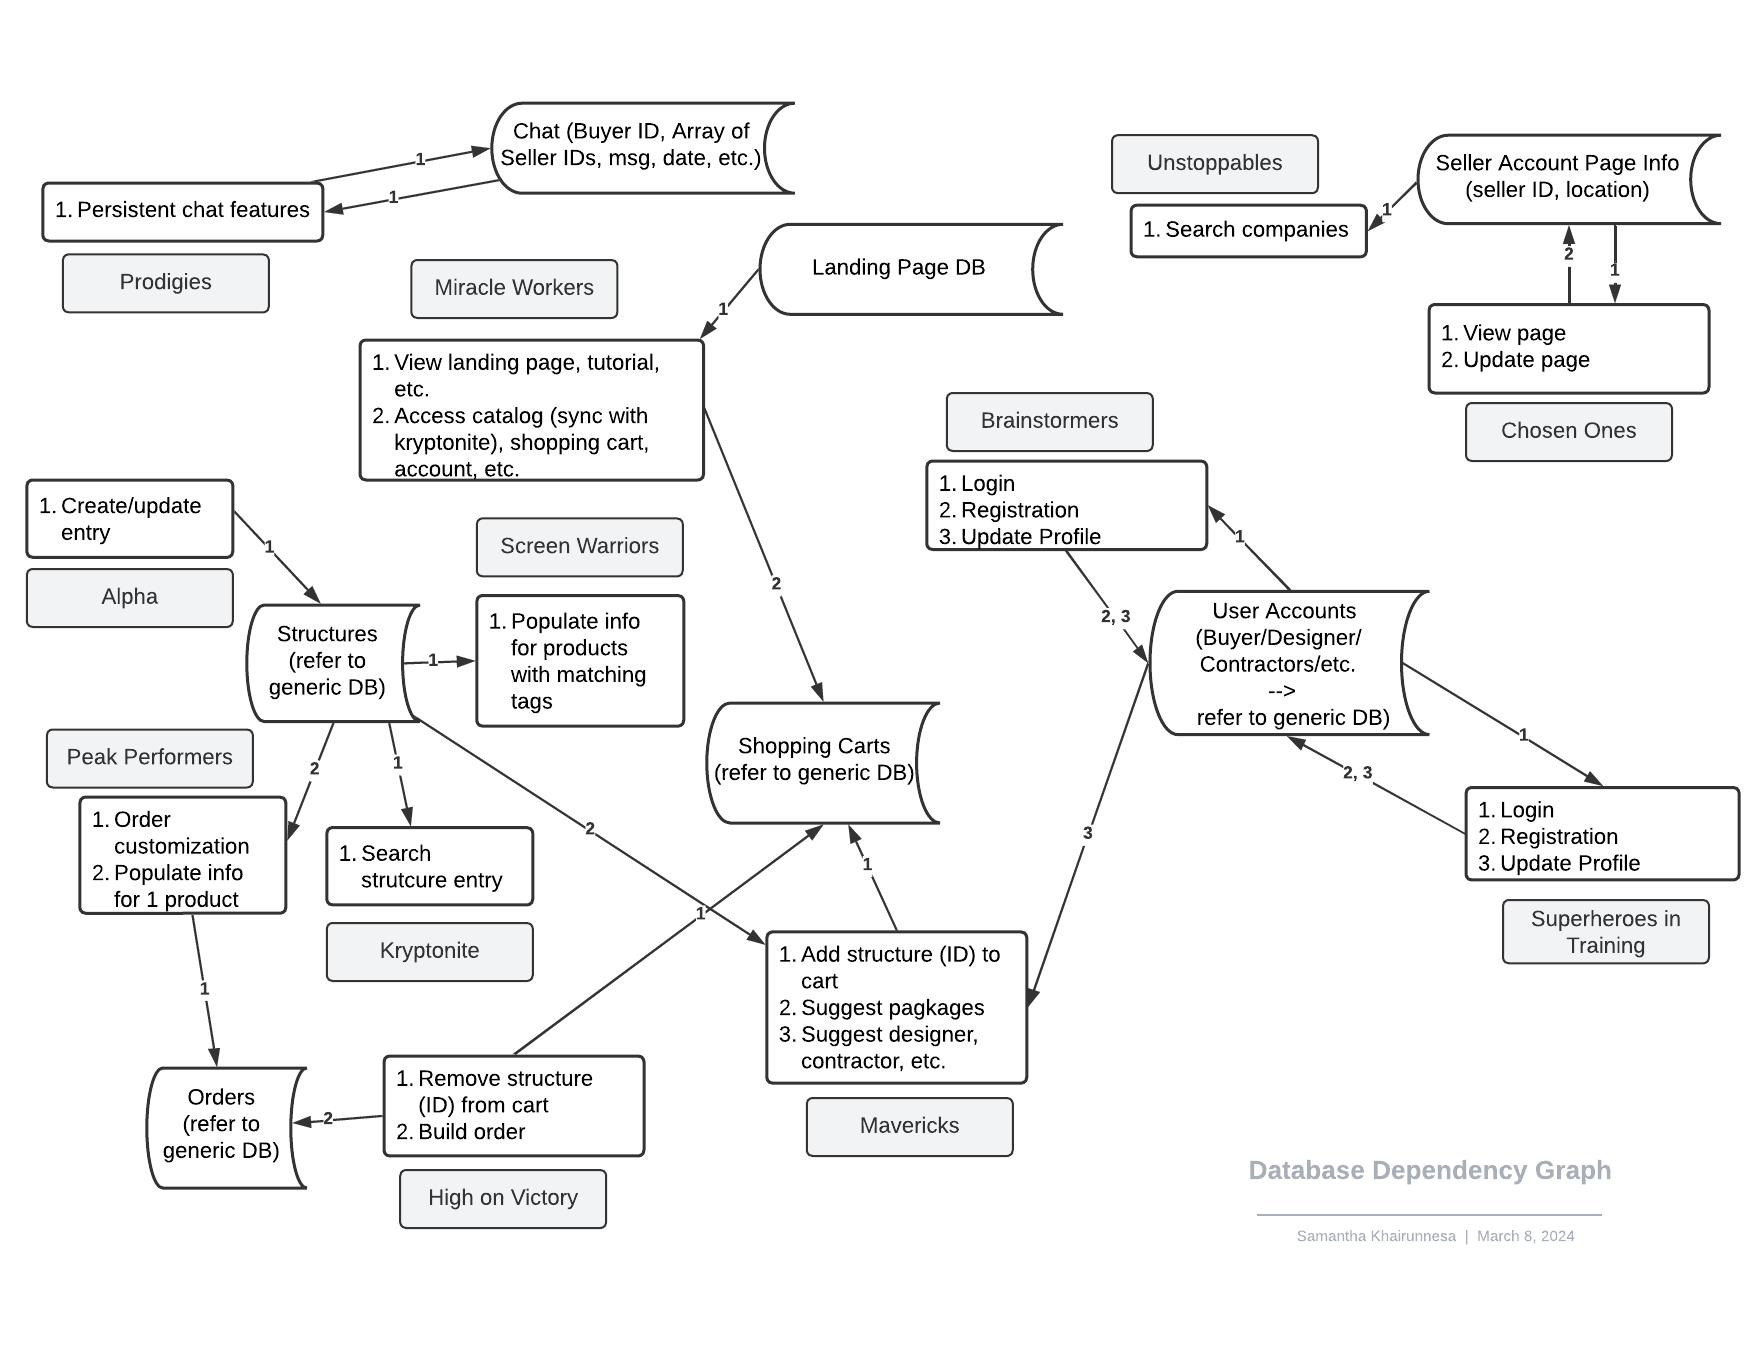 Chat (Buyer ID, Array of
Seller IDs, msg, date, etc.)
1
1
1. Persistent chat features
Prodigies
Unstoppables
1. Search companies
1
Seller Account Page Info
(seller ID, location)
2
1
1. View page
2. Update page
Chosen Ones
Landing Page DB
1
Miracle Workers
1. View landing page, tutorial,
etc.
2. Access catalog (sync with
kryptonite), shopping cart,
account, etc.
2
Brainstormers
1. Login
2. Registration
3. Update Profile
1
2, 3
1. Create/update
entry
1
Alpha
Screen Warriors
1. Populate info
for products
with matching
tags
1
Structures
(refer to
generic DB)
User Accounts
(Buyer/Designer/
Contractors/etc.
-->
refer to generic DB)
1
2, 3
3
Shopping Carts
(refer to generic DB)
Peak Performers
2
1
2
1. Order
customization
2. Populate info
for 1 product
1. Search
strutcure entry
Kryptonite
1
1
1. Login
2. Registration
3. Update Profile
Superheroes in
Training
1
1. Add structure (ID) to
cart
2. Suggest pagkages
3. Suggest designer,
contractor, etc.
Mavericks
Orders
(refer to
generic DB)
2
1. Remove structure
(ID) from cart
2. Build order
High on Victory
Database Dependency Graph
Samantha Khairunnesa | March 8, 2024